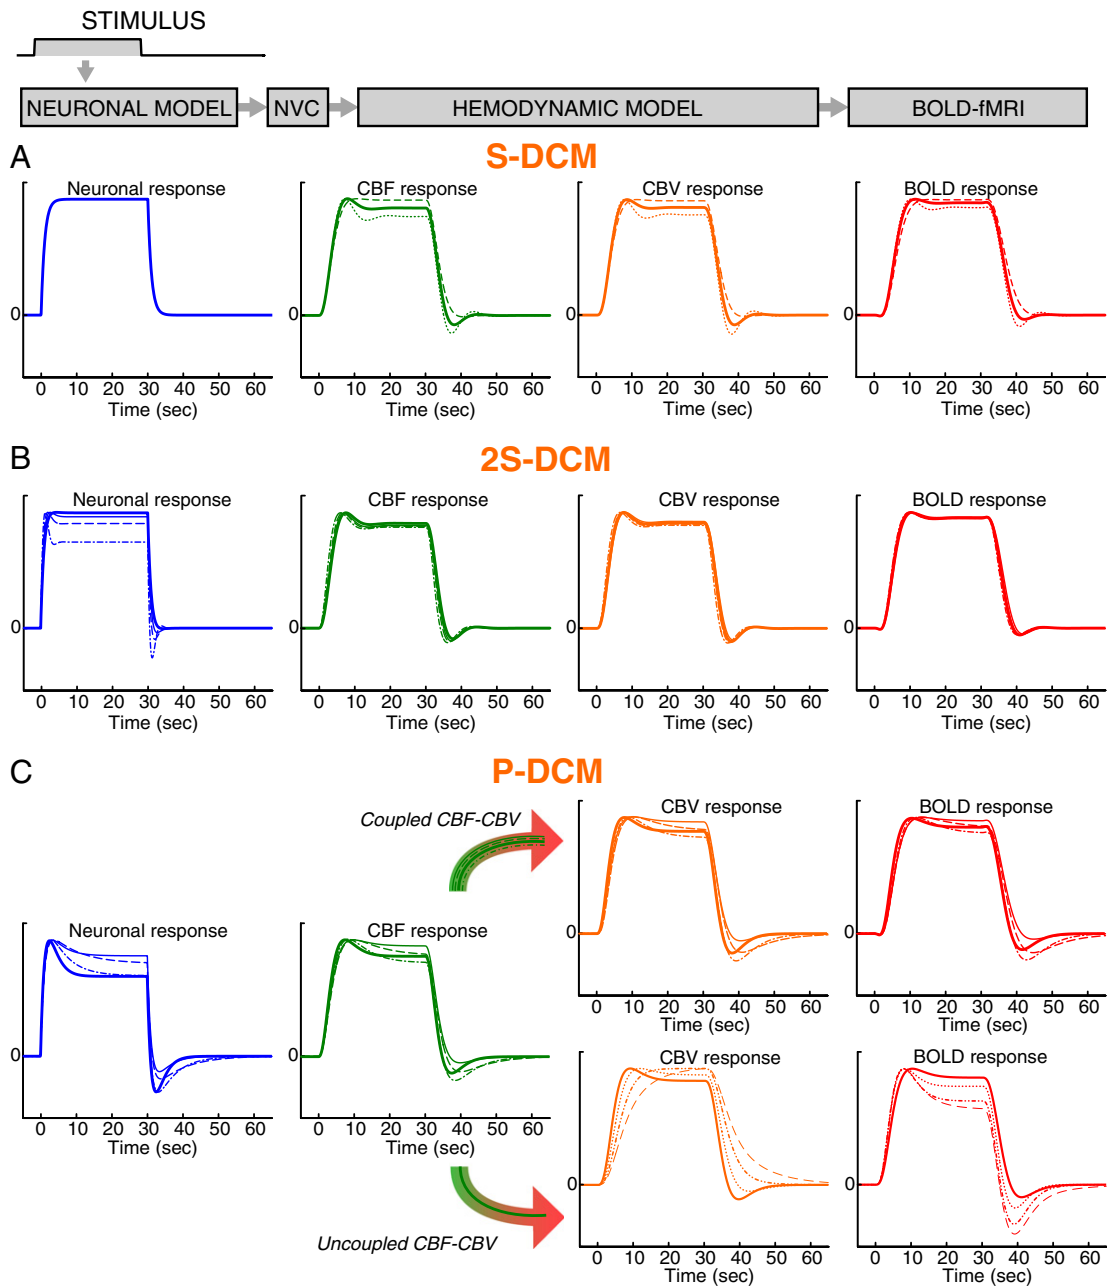 STIMULUS
NEURONAL MODEL
NVC
HEMODYNAMIC MODEL
BOLD-fMRI
A
S-DCM
Neuronal response
0
0 10 20 30 40 50 60
Time (sec)
CBF response
0
0 10 20 30 40 50 60
Time (sec)
CBV response
0
0 10 20 30 40 50 60
Time (sec)
BOLD response
0
0 10 20 30 40 50 60
Time (sec)
B
2S-DCM
Neuronal response
0
0 10 20 30 40 50 60
Time (sec)
CBF response
0
0 10 20 30 40 50 60
Time (sec)
CBV response
0
0 10 20 30 40 50 60
Time (sec)
BOLD response
0
0 10 20 30 40 50 60
Time (sec)
C
P-DCM
Coupled CBF-CBV
CBV response
0
0 10 20 30 40 50 60
Time (sec)
BOLD response
0
0 10 20 30 40 50 60
Time (sec)
Neuronal response
0
0 10 20 30 40 50 60
Time (sec)
CBF response
0
0 10 20 30 40 50 60
Time (sec)
Uncoupled CBF-CBV
CBV response
0
0 10 20 30 40 50 60
Time (sec)
BOLD response
0
0 10 20 30 40 50 60
Time (sec)